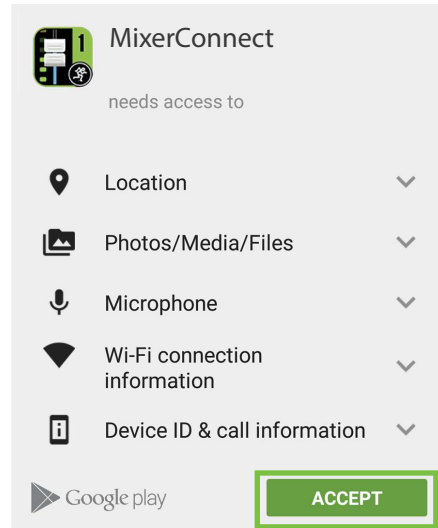 1
MixerConnect
needs access to
Location
Photos/Media/Files
Microphone
Wi-Fi connection
information
Device ID & call information
Google play
ACCEPT